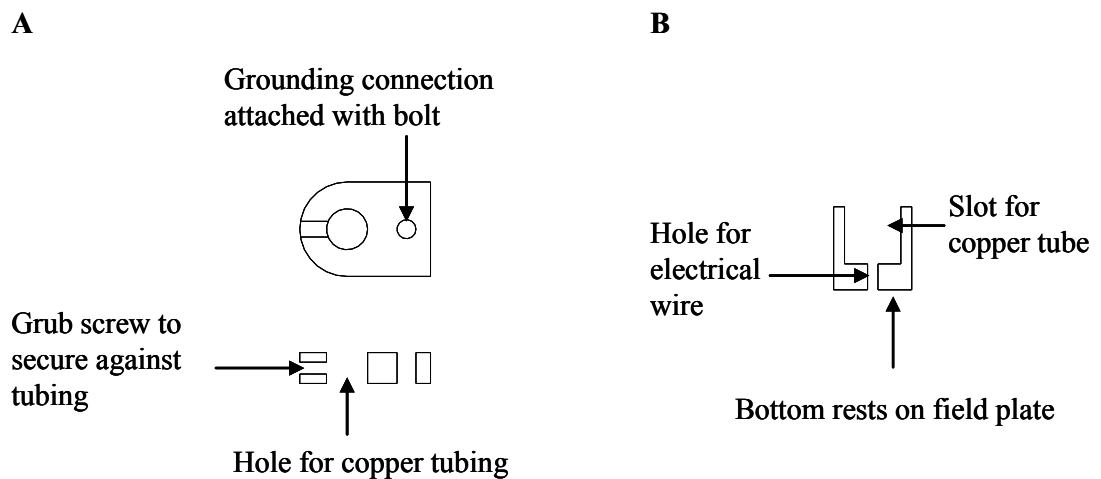 A
Grounding connection
attached with bolt
Grub screw to
secure against
tubing
Hole for copper tubing
B
Slot for
copper tube
Hole for
electrical
wire
Bottom rests on field plate